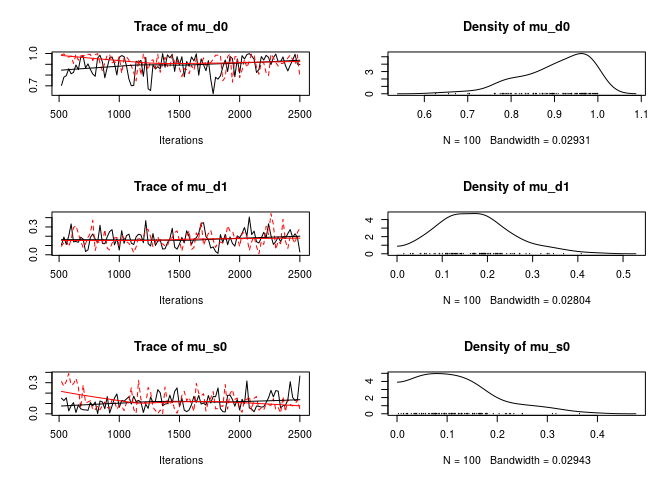 Trace of mu_d0
0.7 1.0
500 1000 1500 2000 2500
Iterations
Density of mu_d0
0 3
0.6 0.7 0.8 0.9 1.0 1.1
N = 100 Bandwidth = 0.02931
Trace of mu_d1
0.0 0.3
500 1000 1500 2000 2500
Iterations
Density of mu_d1
0 2 4
0.0 0.1 0.2 0.3 0.4 0.5
N = 100 Bandwidth = 0.02804
Trace of mu_s0
0.0 0.3
500 1000 1500 2000 2500
Iterations
Density of mu_s0
0 2 4
0.0 0.1 0.2 0.3 0.4
N = 100 Bandwidth = 0.02943